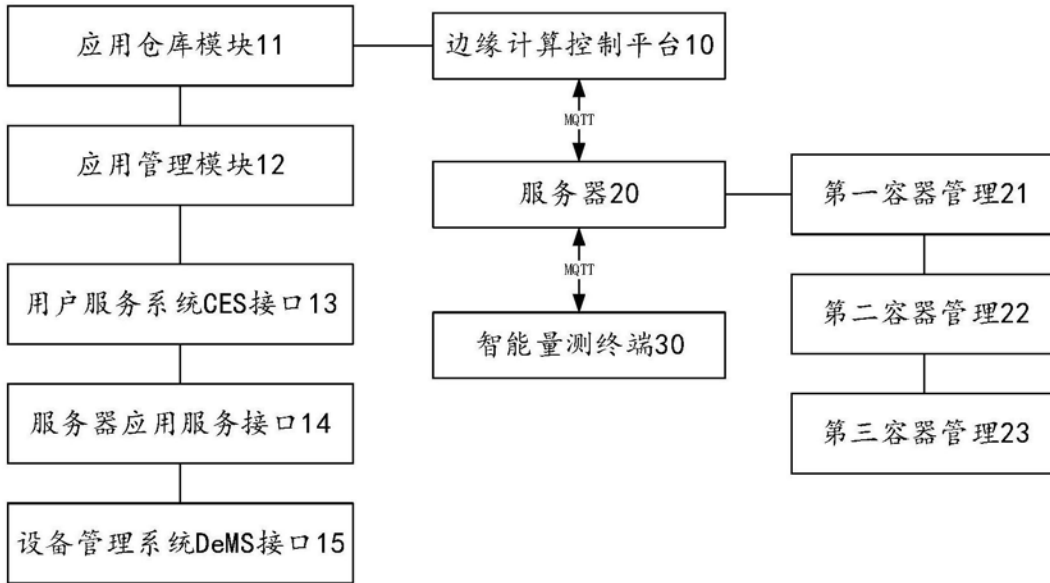 应用仓库模块11
边缘计算控制平台10
MQTT
应用管理模块12
服务器20
第一容器管理21
MQTT
用户服务系统CES接口13
第二容器管理22
智能量测终端30
服务器应用服务接口14
第三容器管理23
设备管理系统DeMS接口15